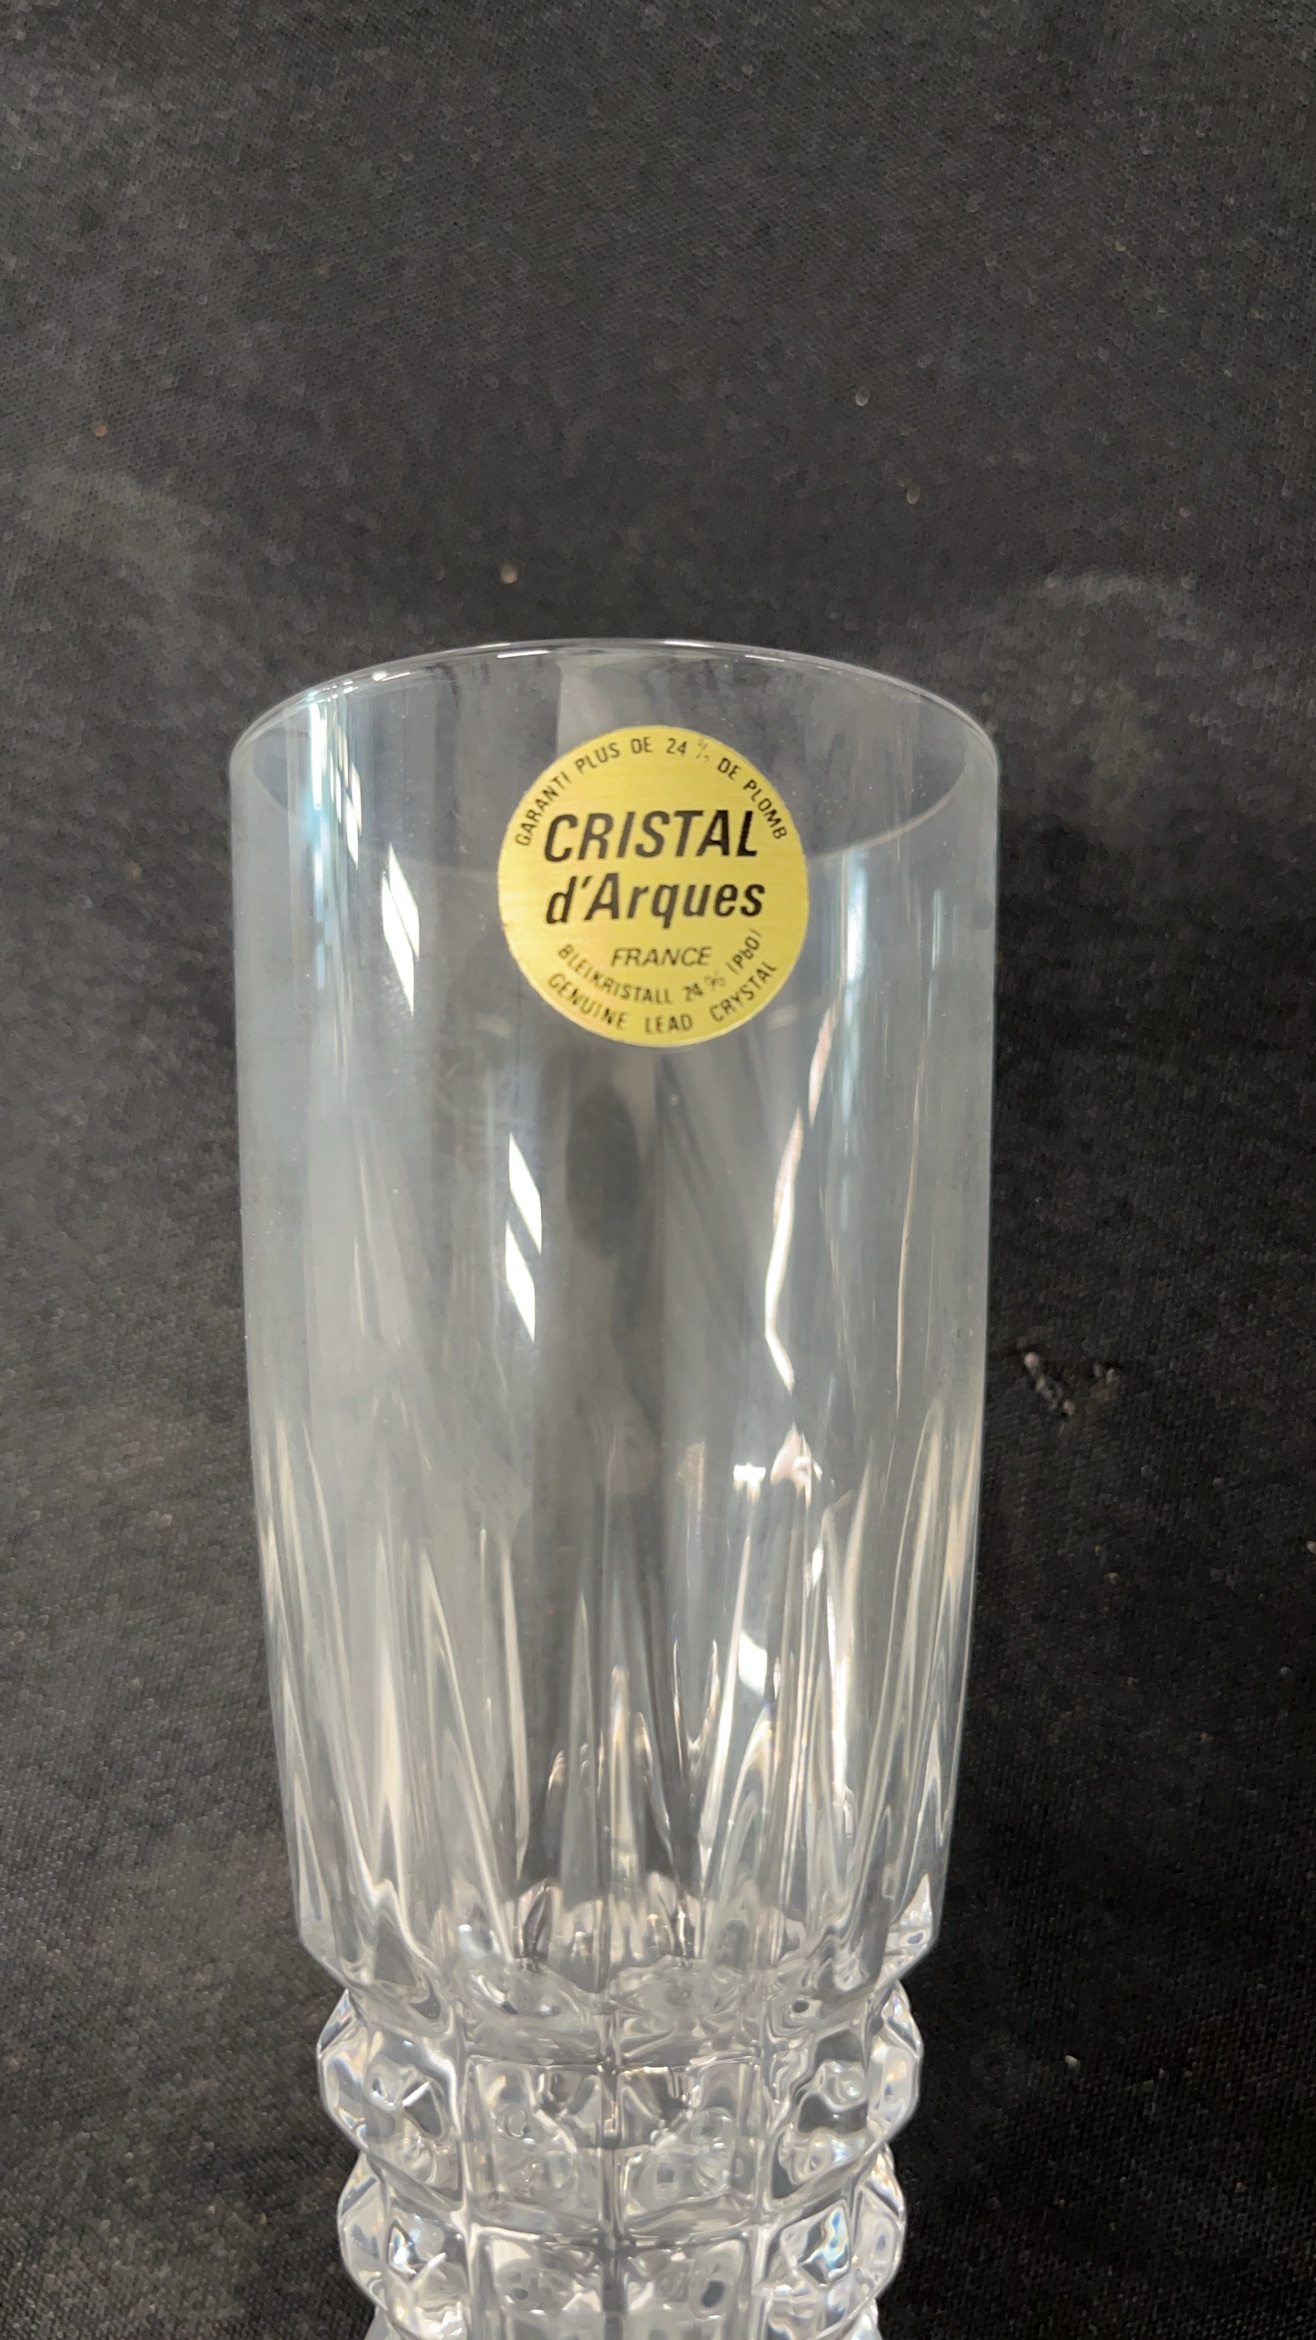 GARANTI PLUS DE 24 % DE PLOMB
CRISTAL
d'Arques
FRANCE
BLEIKRISTALL 24 % (PbO)
GENUINE LEAD CRYSTAL